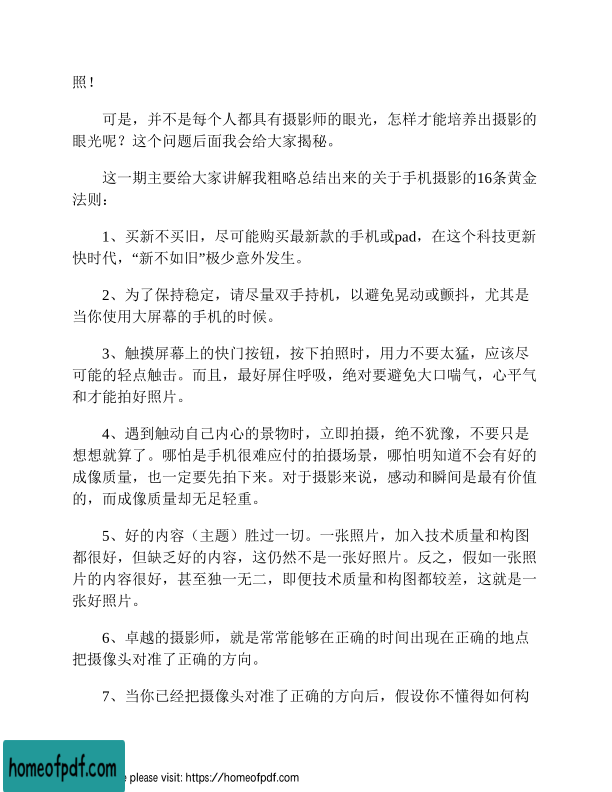 照！
可是，并不是每个人都具有摄影师的眼光，怎样才能培养出摄影的
眼光呢？这个问题后面我会给大家揭秘。
这一期主要给大家讲解我粗略总结出来的关于手机摄影的16条黄金
法则：
1、买新不买旧，尽可能购买最新款的手机或pad，在这个科技更新
快时代，“新不如旧”极少意外发生。
2、为了保持稳定，请尽量双手持机，以避免晃动或颤抖，尤其是
当你使用大屏幕的手机的时候。
3、触摸屏幕上的快门按钮，按下拍照时，用力不要太猛，应该尽
可能的轻点触击。而且，最好屏住呼吸，绝对要避免大口喘气，心平气
和才能拍好照片。
4、遇到触动自己内心的景物时，立即拍摄，绝不犹豫，不要只是
想想就算了。哪怕是手机很难应付的拍摄场景，哪怕明知道不会有好的
成像质量，也一定要先拍下来。对于摄影来说，感动和瞬间是最有价值
的，而成像质量却无足轻重。
5、好的内容（主题）胜过一切。一张照片，加入技术质量和构图
都很好，但缺乏好的内容，这仍然不是一张好照片。反之，假如一张照
片的内容很好，甚至独一无二，即便技术质量和构图都较差，这就是一
张好照片。
6、卓越的摄影师，就是常常能够在正确的时间出现在正确的地点
把摄像头对准了正确的方向。
7、当你已经把摄像头对准了正确的方向后，假设你不懂得如何构
homeofpdf.com
please visit: https://homeofpdf.com